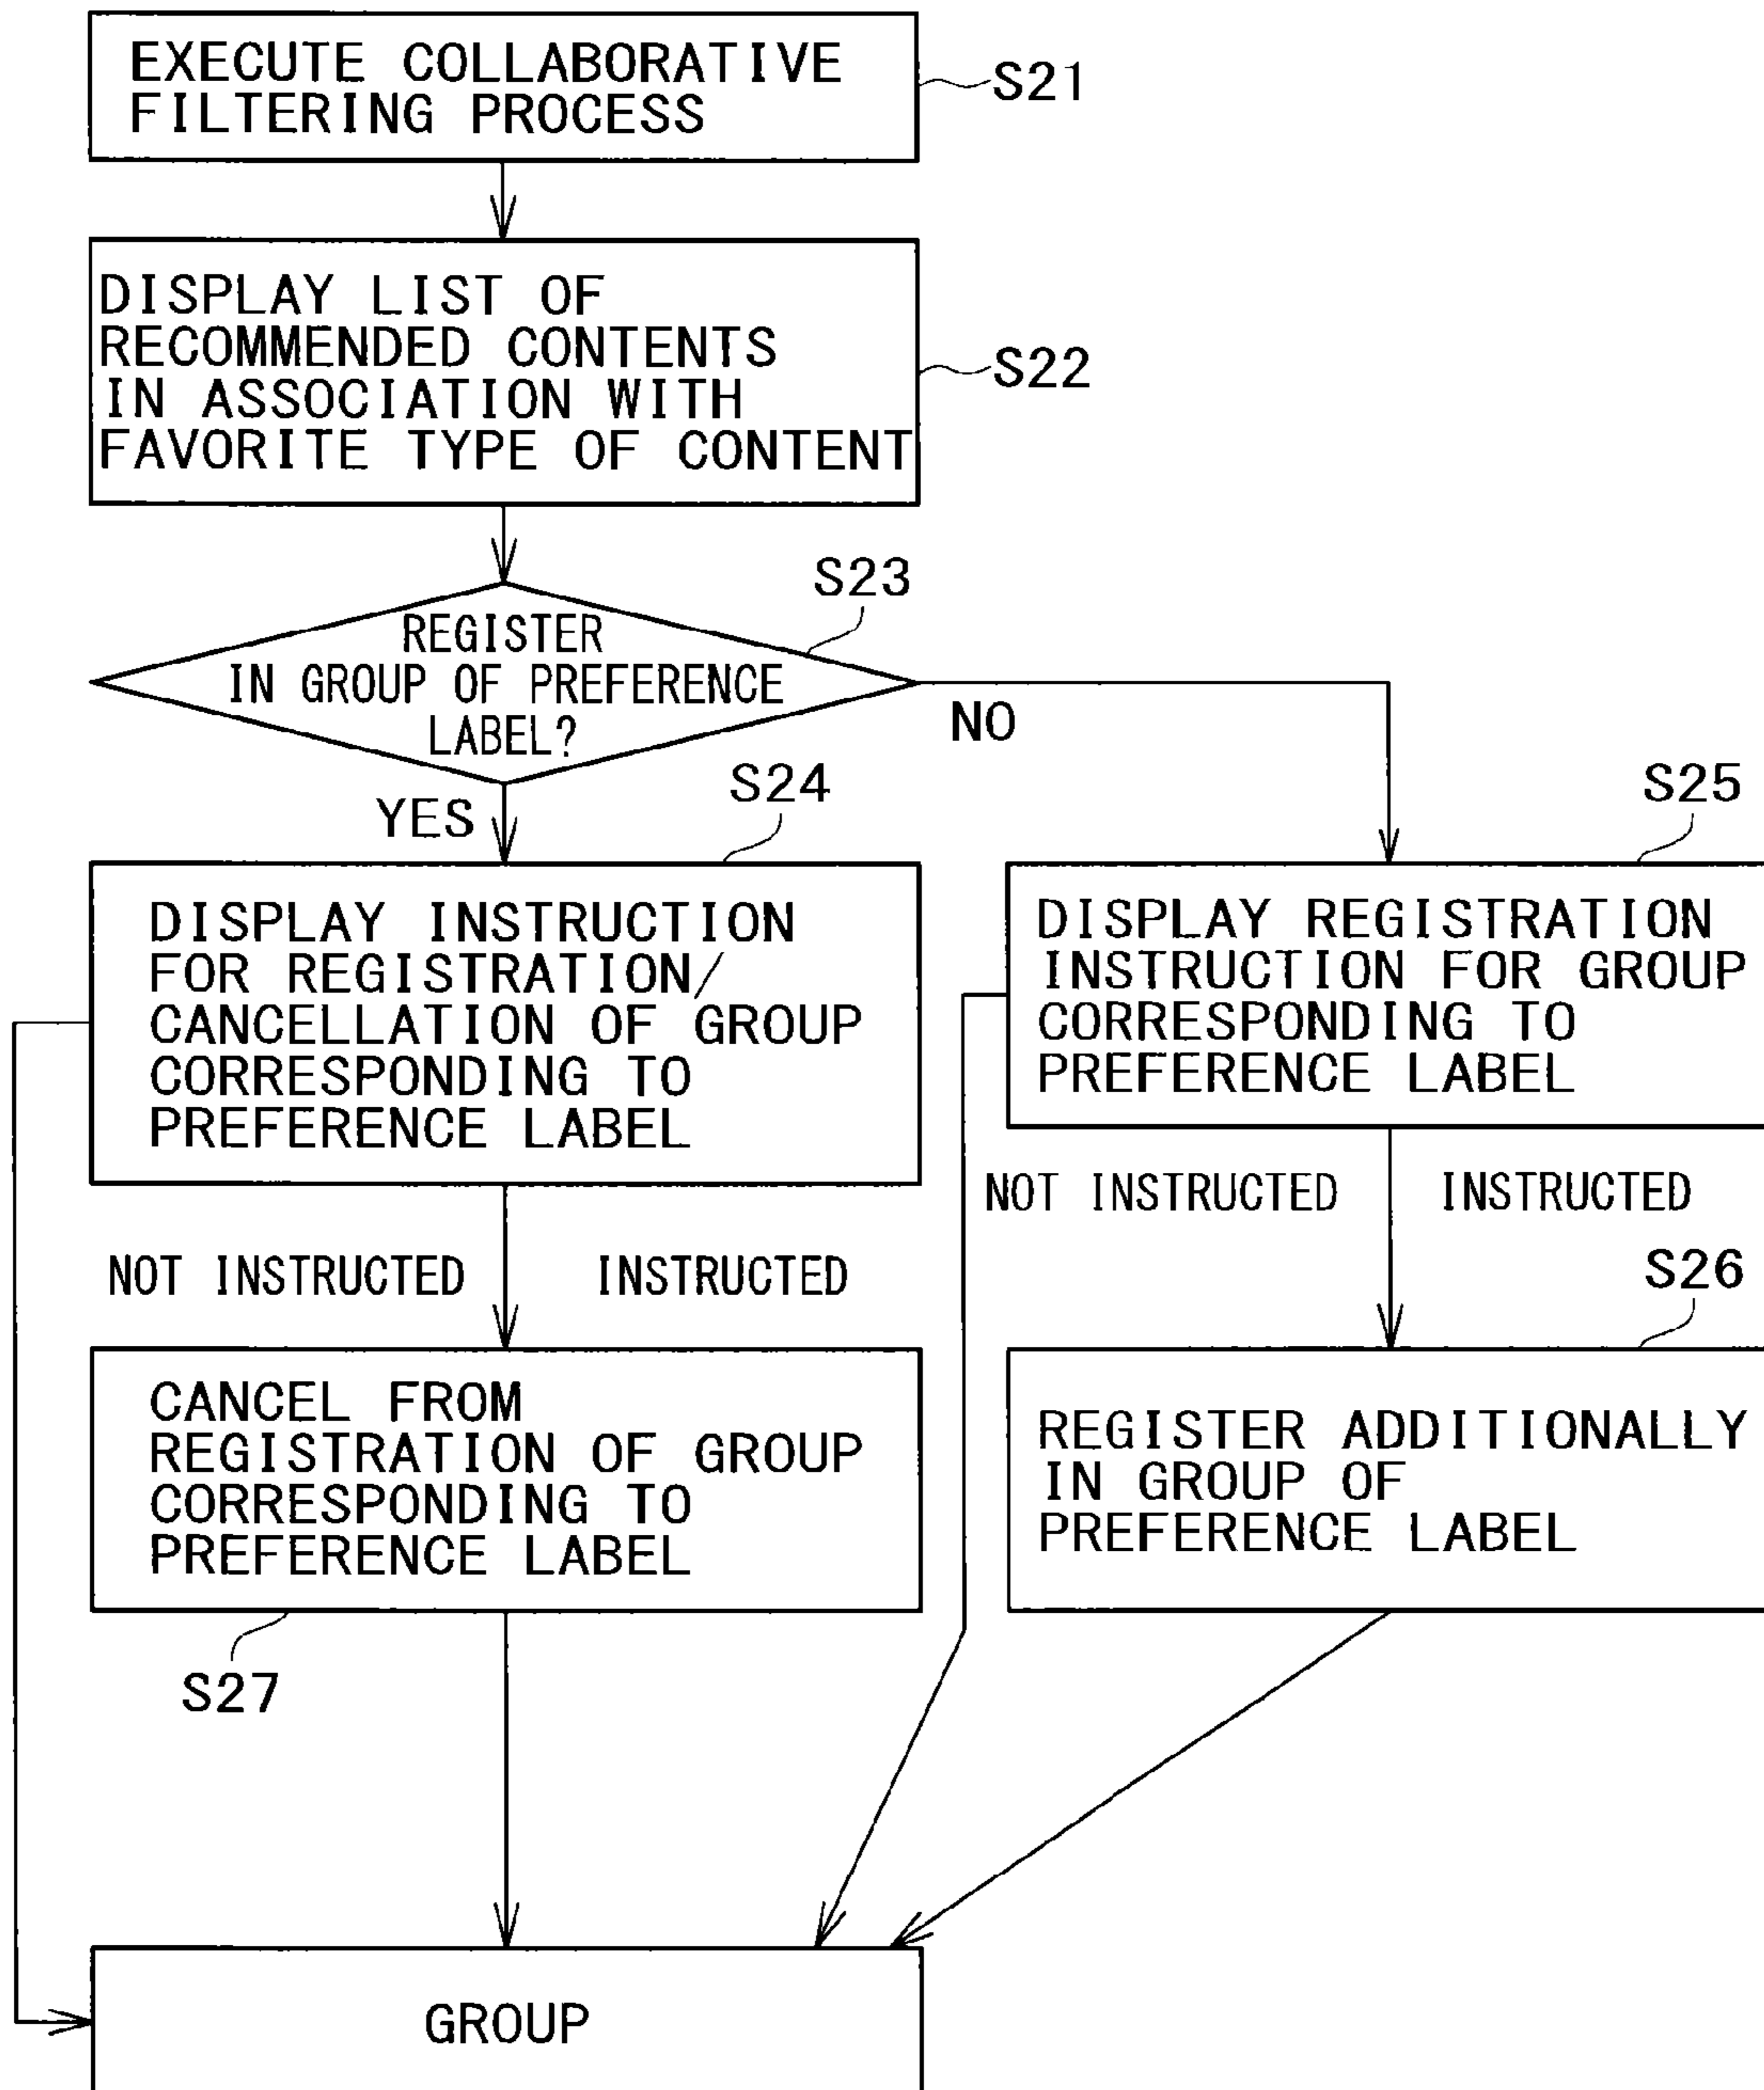 EXECUTE COLLABORATIVE
FILTERING PROCESS
S21
DISPLAY LIST OF
RECOMMENDED CONTENTS
IN ASSOCIATION WITH
FAVORITE TYPE OF CONTENT
S22
S23
REGISTER
IN GROUP OF PREFERENCE
LABEL?
NO
YES
S24
DISPLAY INSTRUCTION
FOR REGISTRATION/
CANCELLATION OF GROUP
CORRESPONDING TO
PREFERENCE LABEL
S25
DISPLAY REGISTRATION
INSTRUCTION FOR GROUP
CORRESPONDING TO
PREFERENCE LABEL
NOT INSTRUCTED
INSTRUCTED
NOT INSTRUCTED
INSTRUCTED
CANCEL FROM
REGISTRATION OF GROUP
CORRESPONDING TO
PREFERENCE LABEL
S27
S26
REGISTER ADDITIONALLY
IN GROUP OF
PREFERENCE LABEL
GROUP